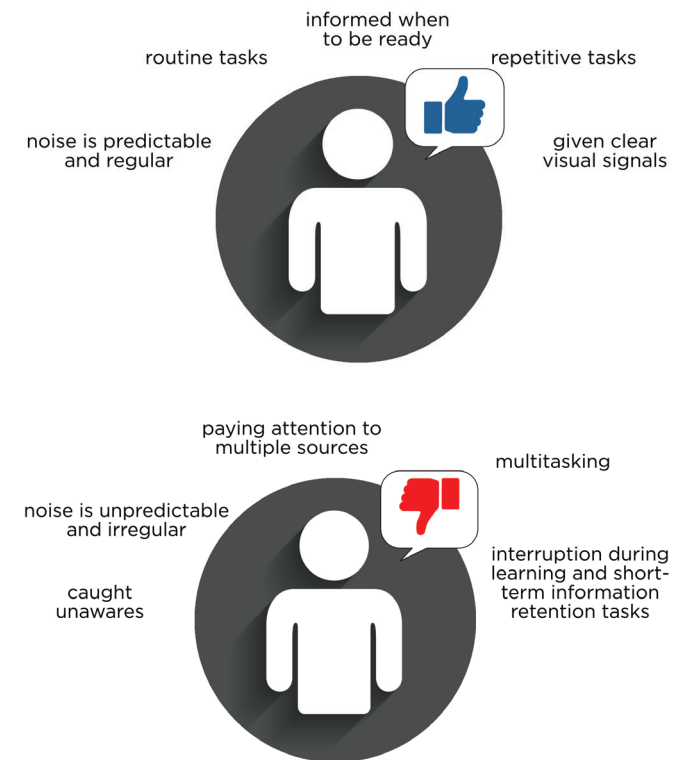 informed when
to be ready
routine tasks
repetitive tasks
noise is predictable
and regular
given clear
visual signals
paying attention to
multiple sources
multitasking
noise is unpredictable
and irregular
interruption during
learning and short-
term information
retention tasks
caught
unawares